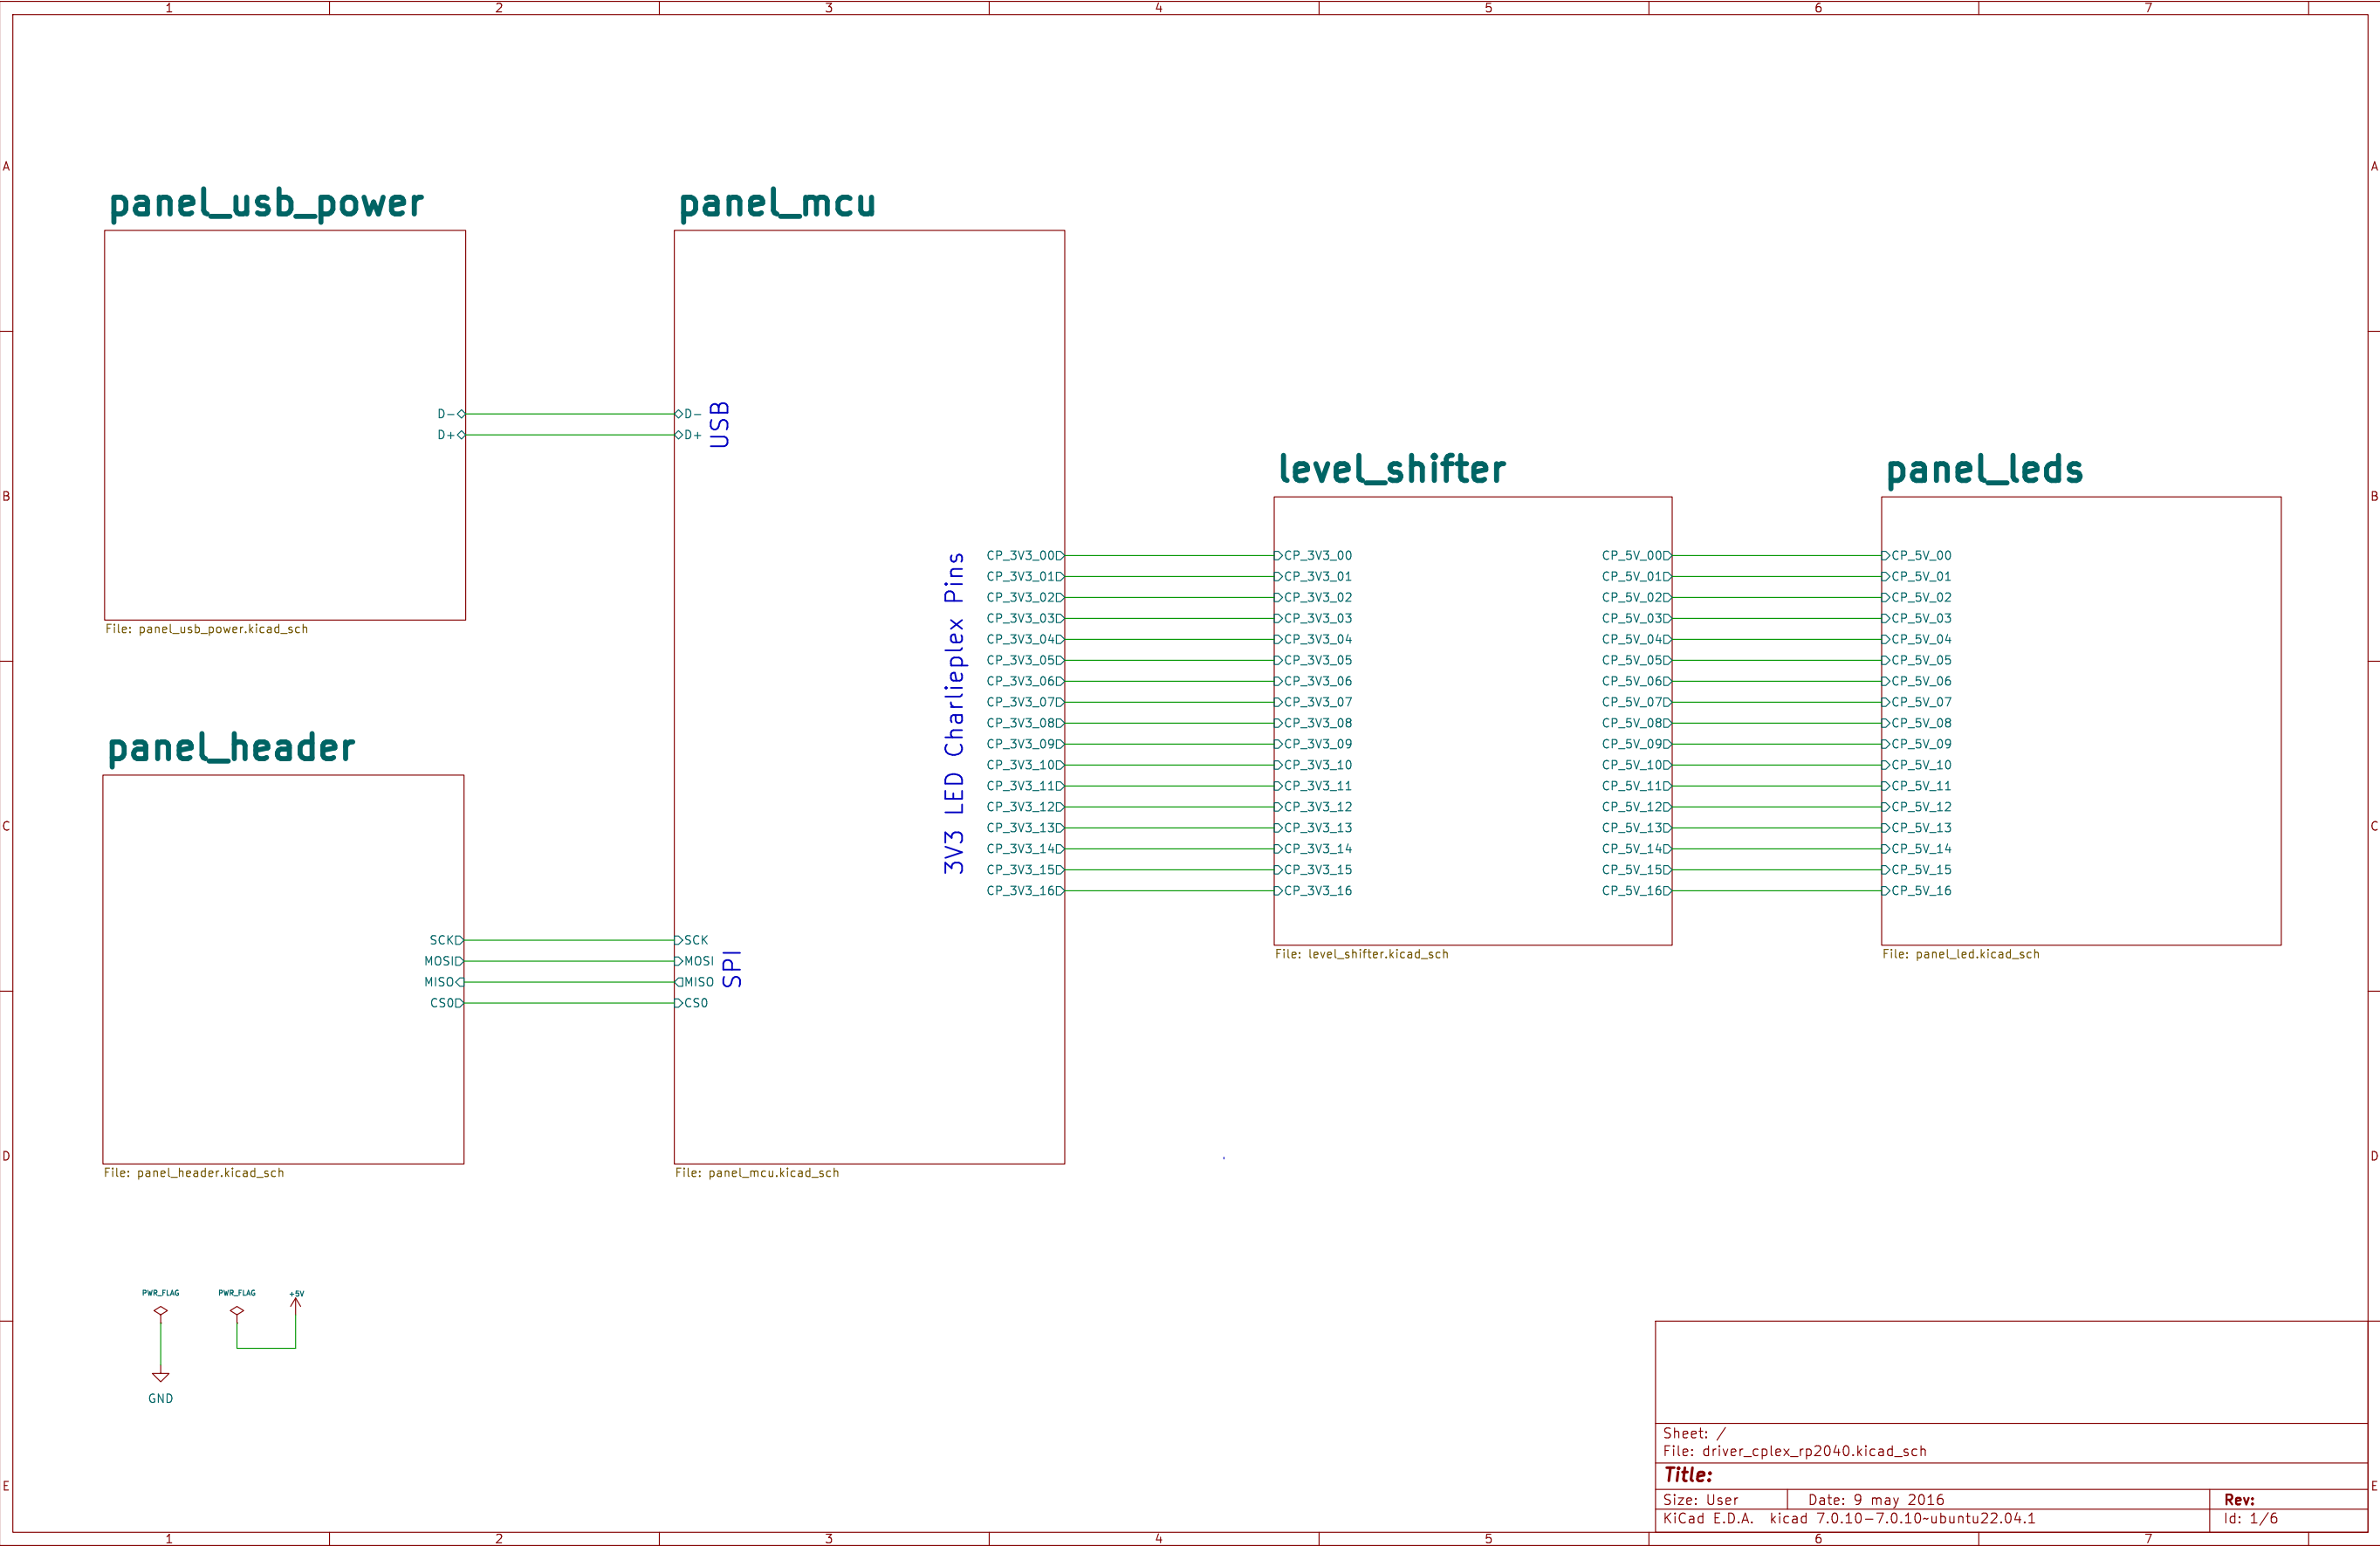 1 2 3 4 5 6 7
A A
panel_usb_power
D-
D+
File: panel_usb_power.kicad_sch
panel_mcu
D-
D+
USB
3V3 LED Charlieplex Pins
CP_3V3_00
CP_3V3_01
CP_3V3_02
CP_3V3_03
CP_3V3_04
CP_3V3_05
CP_3V3_06
CP_3V3_07
CP_3V3_08
CP_3V3_09
CP_3V3_10
CP_3V3_11
CP_3V3_12
CP_3V3_13
CP_3V3_14
CP_3V3_15
CP_3V3_16
SCK
MOSI
MISO
CS0
SPI
File: panel_mcu.kicad_sch
B B
level_shifter
CP_3V3_00
CP_3V3_01
CP_3V3_02
CP_3V3_03
CP_3V3_04
CP_3V3_05
CP_3V3_06
CP_3V3_07
CP_3V3_08
CP_3V3_09
CP_3V3_10
CP_3V3_11
CP_3V3_12
CP_3V3_13
CP_3V3_14
CP_3V3_15
CP_3V3_16
CP_5V_00
CP_5V_01
CP_5V_02
CP_5V_03
CP_5V_04
CP_5V_05
CP_5V_06
CP_5V_07
CP_5V_08
CP_5V_09
CP_5V_10
CP_5V_11
CP_5V_12
CP_5V_13
CP_5V_14
CP_5V_15
CP_5V_16
File: level_shifter.kicad_sch
panel_leds
CP_5V_00
CP_5V_01
CP_5V_02
CP_5V_03
CP_5V_04
CP_5V_05
CP_5V_06
CP_5V_07
CP_5V_08
CP_5V_09
CP_5V_10
CP_5V_11
CP_5V_12
CP_5V_13
CP_5V_14
CP_5V_15
CP_5V_16
File: panel_led.kicad_sch
C C
panel_header
SCK
MOSI
MISO
CS0
File: panel_header.kicad_sch
D D
PWR_FLAG
PWR_FLAG
+5V
GND
E E
Sheet: /
File: driver_cplex_rp2040.kicad_sch
Title:
Size: User
Date: 9 may 2016
Rev:
KiCad E.D.A. kicad 7.0.10-7.0.10~ubuntu22.04.1
Id: 1/6
1 2 3 4 5 6 7